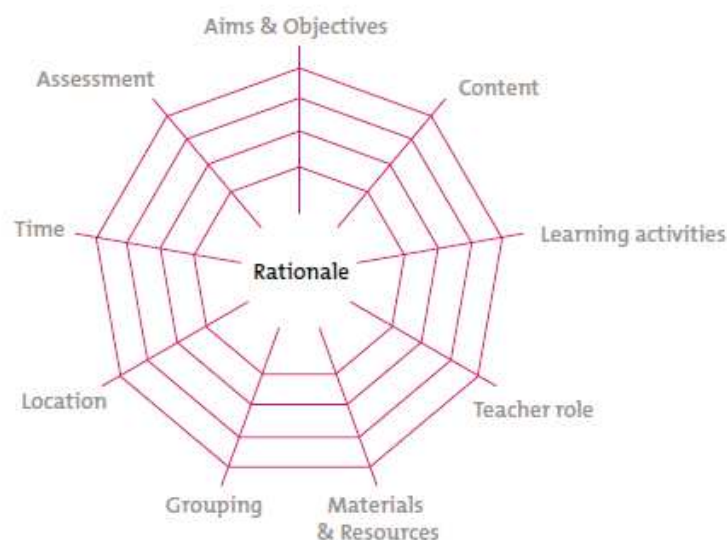 Aims & Objectives
Assessment
Content
Time
Learning activities
Rationale
Location
Teacher role
Grouping
Materials
& Resources